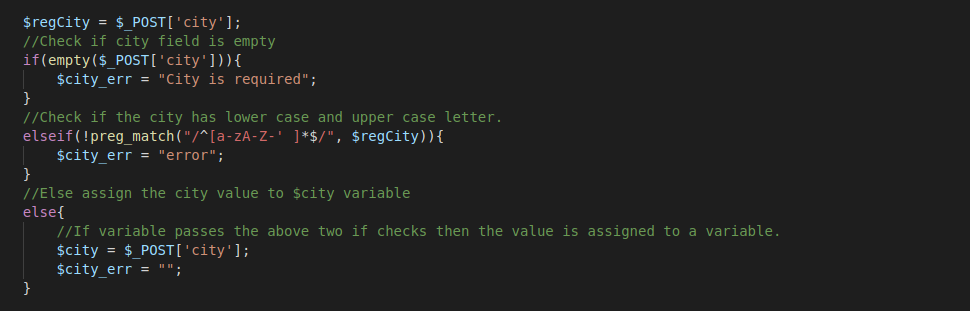 $regCity = $_POST['city'];
//Check if city field is empty
if(empty($_POST['city'])){
    $city_err = "City is required";
}
//Check if the city has lower case and upper case letter.
elseif(!preg_match("/^[a-zA-Z-' ]*$/", $regCity)){
    $city_err = "error";
}
//Else assign the city value to $city variable
else{
    //If variable passes the above two if checks then the value is assigned to a variable.
    $city = $_POST['city'];
    $city_err = "";
}